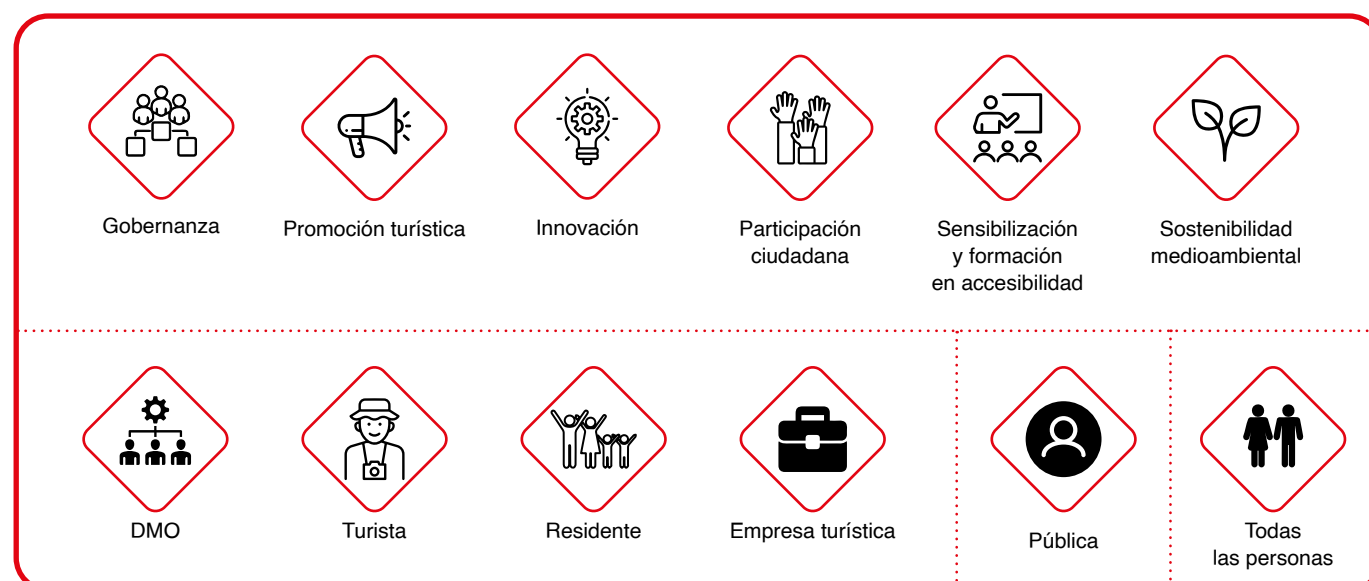 Gobernanza
Promoción turística
Innovación
Participación
ciudadana
Sensibilización
y formación
en accesibilidad
Sostenibilidad
medioambiental
DMO
Turista
Residente
Empresa turística
Pública
Todas
las personas